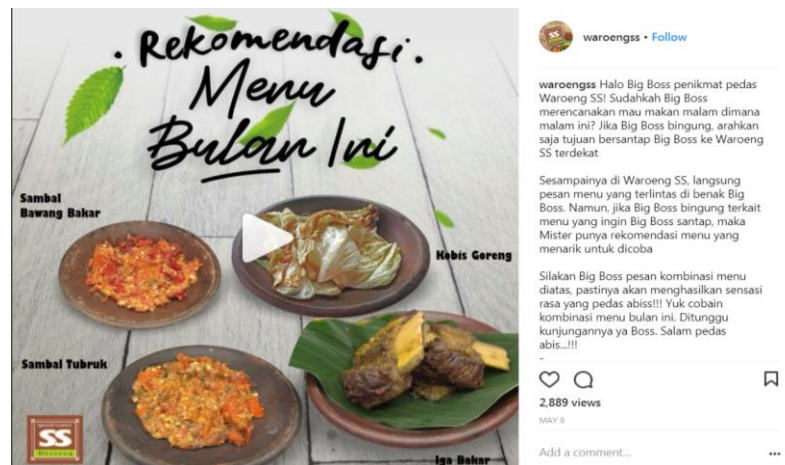 . Rekomendasi .
Menu
Bulan Ini
Sambal
Bawang Bakar
Kobis Goreng
Sambal Tubruk
Iga Bakar
SS
Waroeng
waroengss • Follow
waroengss Halo Big Boss penikmat pedas
Waroeng SS! Sudahkah Big Boss
merencanakan mau makan malam dimana
malam ini? Jika Big Boss bingung, arahkan
saja tujuan bersantap Big Boss ke Waroeng
SS terdekat
Sesampainya di Waroeng SS, langsung
pesan menu yang terlintas di benak Big
Boss. Namun, jika Big Boss bingung terkait
menu yang ingin Big Boss santap, maka
Mister punya rekomendasi menu yang
menarik untuk dicoba
Silakan Big Boss pesan kombinasi menu
diatas, pastinya akan menghasilkan sensasi
rasa yang pedas abiss!!! Yuk cobain
kombinasi menu bulan ini. Ditunggu
kunjungannya ya Boss. Salam pedas
abis...!!!
-
2,889 views
MAY 9
Add a comment...